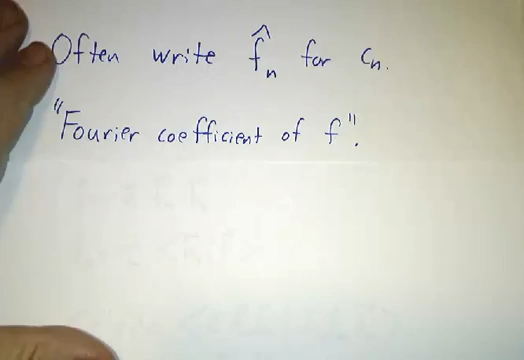 Often write f̂ₙ for cₙ.
"Fourier coefficient of f".